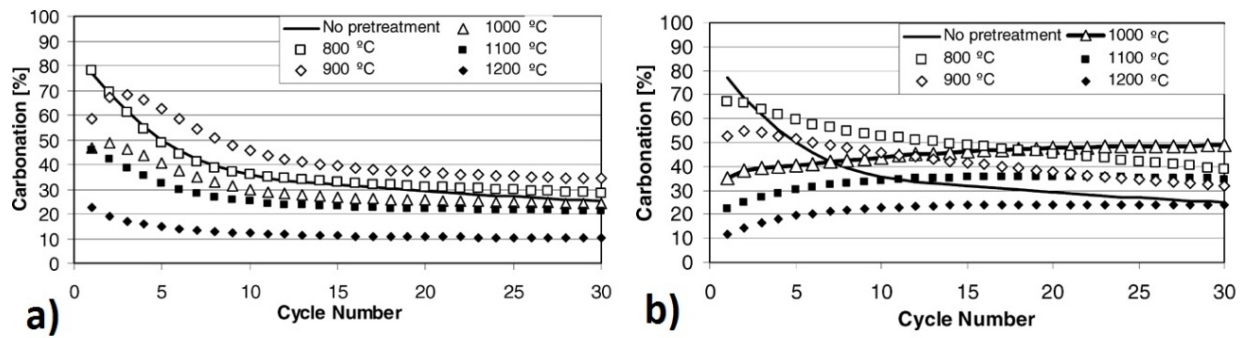 100
90
80
70
60
50
40
30
20
10
0
Carbonation [%]
No pretreatment
1000 ºC
800 ºC
1100 ºC
900 ºC
1200 ºC
0 5 10 15 20 25 30
Cycle Number
a)
100
90
80
70
60
50
40
30
20
10
0
Carbonation [%]
No pretreatment
1000 ºC
800 ºC
1100 ºC
900 ºC
1200 ºC
0 5 10 15 20 25 30
Cycle Number
b)